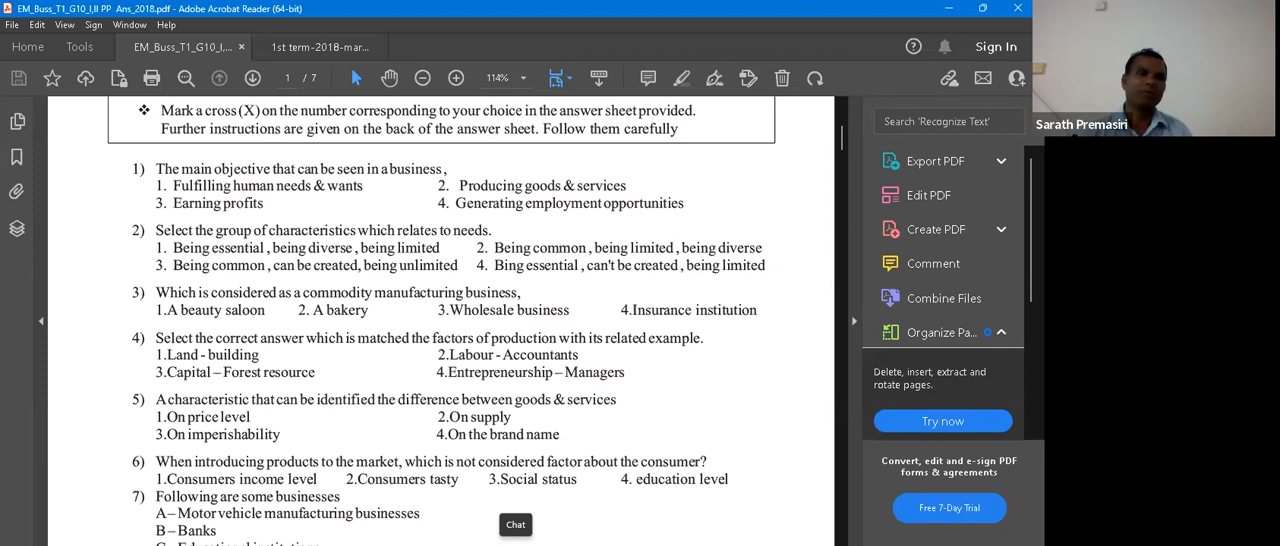 EM_Buss_T1_G10_I,II PP Ans_2018.pdf - Adobe Acrobat Reader (64-bit)
File Edit View Sign Window Help
Home Tools EM_Buss_T1_G10_I,... × 1st term-2018-mar... Sign In
1 / 7 114%
❖ Mark a cross (X) on the number corresponding to your choice in the answer sheet provided.
Further instructions are given on the back of the answer sheet. Follow them carefully
1) The main objective that can be seen in a business,
1. Fulfilling human needs & wants 2. Producing goods & services
3. Earning profits 4. Generating employment opportunities
2) Select the group of characteristics which relates to needs.
1. Being essential, being diverse, being limited 2. Being common, being limited, being diverse
3. Being common, can be created, being unlimited 4. Bing essential, can't be created, being limited
3) Which is considered as a commodity manufacturing business,
1.A beauty saloon 2. A bakery 3.Wholesale business 4.Insurance institution
4) Select the correct answer which is matched the factors of production with its related example.
1.Land - building 2.Labour - Accountants
3.Capital – Forest resource 4.Entrepreneurship – Managers
5) A characteristic that can be identified the difference between goods & services
1.On price level 2.On supply
3.On imperishability 4.On the brand name
6) When introducing products to the market, which is not considered factor about the consumer?
1.Consumers income level 2.Consumers tasty 3.Social status 4. education level
7) Following are some businesses
A – Motor vehicle manufacturing businesses
B – Banks
C – Educational institutions
Chat
Search 'Recognize Text'
Export PDF
Edit PDF
Create PDF
Comment
Combine Files
Organize Pa...
Delete, insert, extract and
rotate pages.
Try now
Convert, edit and e-sign PDF
forms & agreements
Free 7-Day Trial
Sarath Premasiri